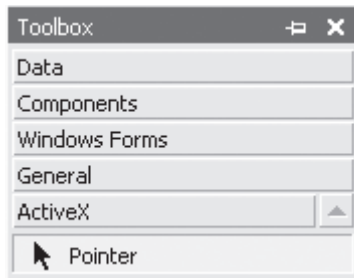 Toolbox
Data
Components
Windows Forms
General
ActiveX
Pointer